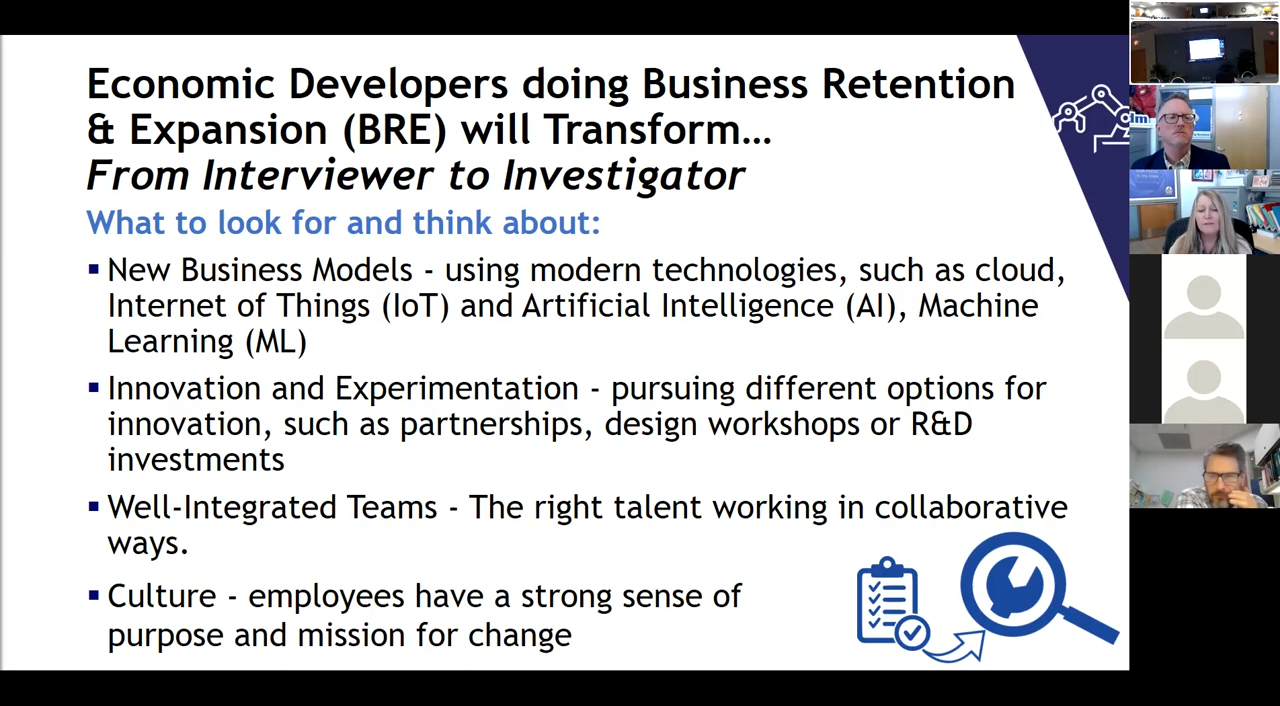 Economic Developers doing Business Retention
& Expansion (BRE) will Transform…
From Interviewer to Investigator
What to look for and think about:
▪ New Business Models - using modern technologies, such as cloud,
Internet of Things (IoT) and Artificial Intelligence (AI), Machine
Learning (ML)
▪ Innovation and Experimentation - pursuing different options for
innovation, such as partnerships, design workshops or R&D
investments
▪ Well-Integrated Teams - The right talent working in collaborative
ways.
▪ Culture - employees have a strong sense of
purpose and mission for change